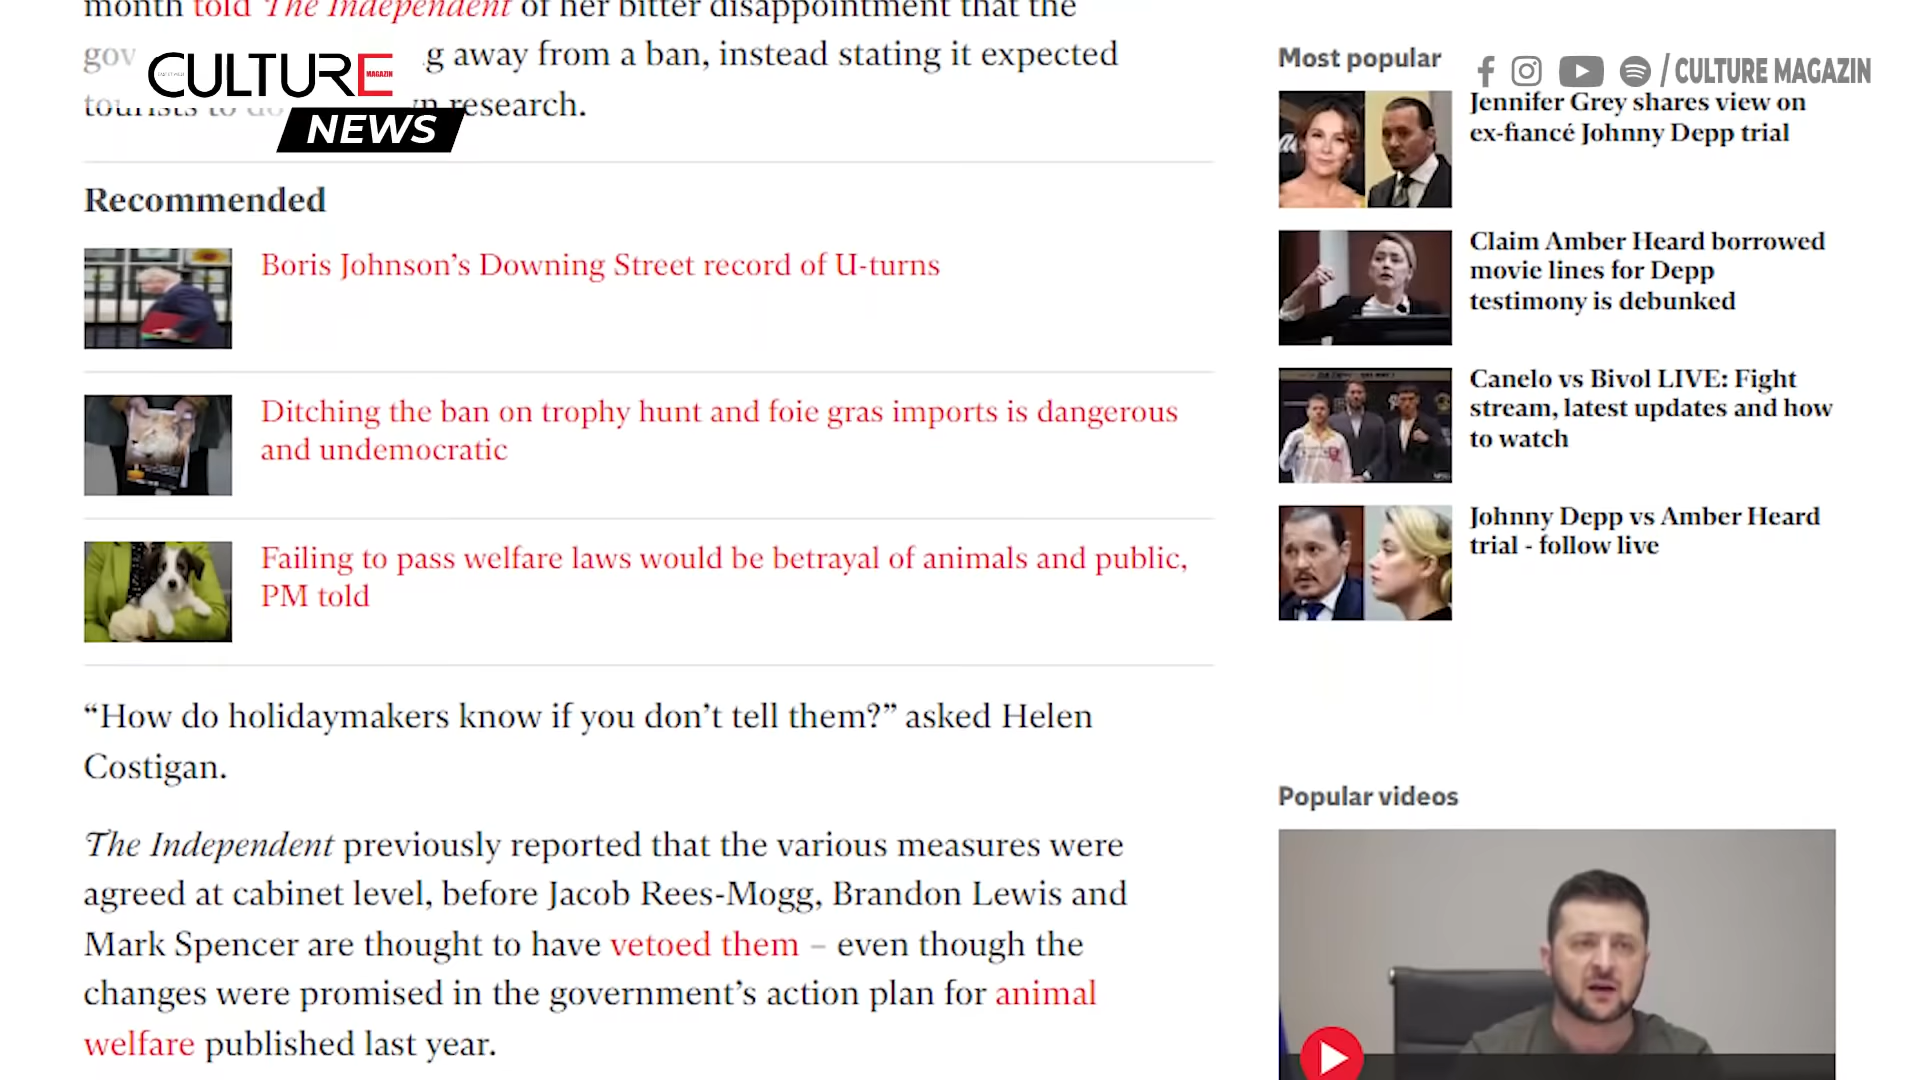 month told The Independent of her bitter disappointment that the
gov g away from a ban, instead stating it expected
tourists to do research.
CULTURE
MAGAZIN
NEWS
/ CULTURE MAGAZIN
Recommended
Boris Johnson’s Downing Street record of U-turns
Ditching the ban on trophy hunt and foie gras imports is dangerous
and undemocratic
Failing to pass welfare laws would be betrayal of animals and public,
PM told
“How do holidaymakers know if you don’t tell them?” asked Helen
Costigan.
The Independent previously reported that the various measures were
agreed at cabinet level, before Jacob Rees-Mogg, Brandon Lewis and
Mark Spencer are thought to have vetoed them – even though the
changes were promised in the government’s action plan for animal
welfare published last year.
Most popular
Jennifer Grey shares view on
ex-fiancé Johnny Depp trial
Claim Amber Heard borrowed
movie lines for Depp
testimony is debunked
Canelo vs Bivol LIVE: Fight
stream, latest updates and how
to watch
Johnny Depp vs Amber Heard
trial - follow live
Popular videos